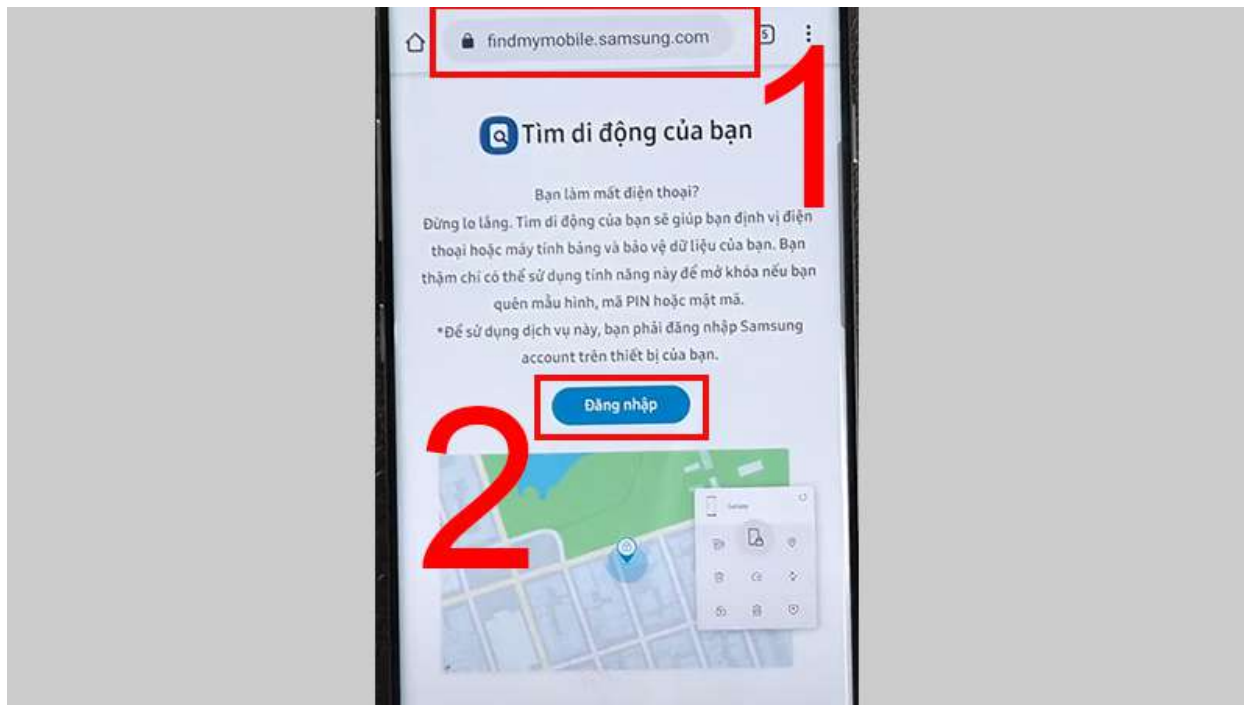 findmymobile.samsung.com
5
1
Tìm di động của bạn
Bạn làm mất điện thoại?
Đừng lo lắng. Tìm di động của bạn sẽ giúp bạn định vị điện
thoại hoặc máy tính bảng và bảo vệ dữ liệu của bạn. Bạn
thậm chí có thể sử dụng tính năng này để mở khóa nếu bạn
quên mẫu hình, mã PIN hoặc mật mã.
*Để sử dụng dịch vụ này, bạn phải đăng nhập Samsung
account trên thiết bị của bạn.
Đăng nhập
2